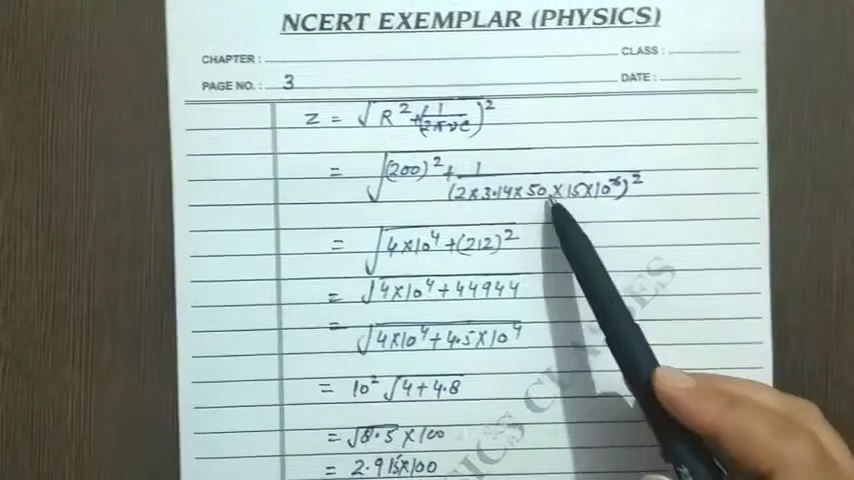 NCERT EXEMPLAR (PHYSICS)
CHAPTER : CLASS :
PAGE NO. : 3 DATE :
Z = √R² + (1/2πνC)²
= √(200)² + 1/(2×3.14×50×15×10⁻⁶)²
= √4×10⁴ + (212)²
= √4×10⁴ + 44944
= √4×10⁴ + 4.5×10⁴
= 10² √4 + 4.8
= √8.5 × 100
= 2.915×100